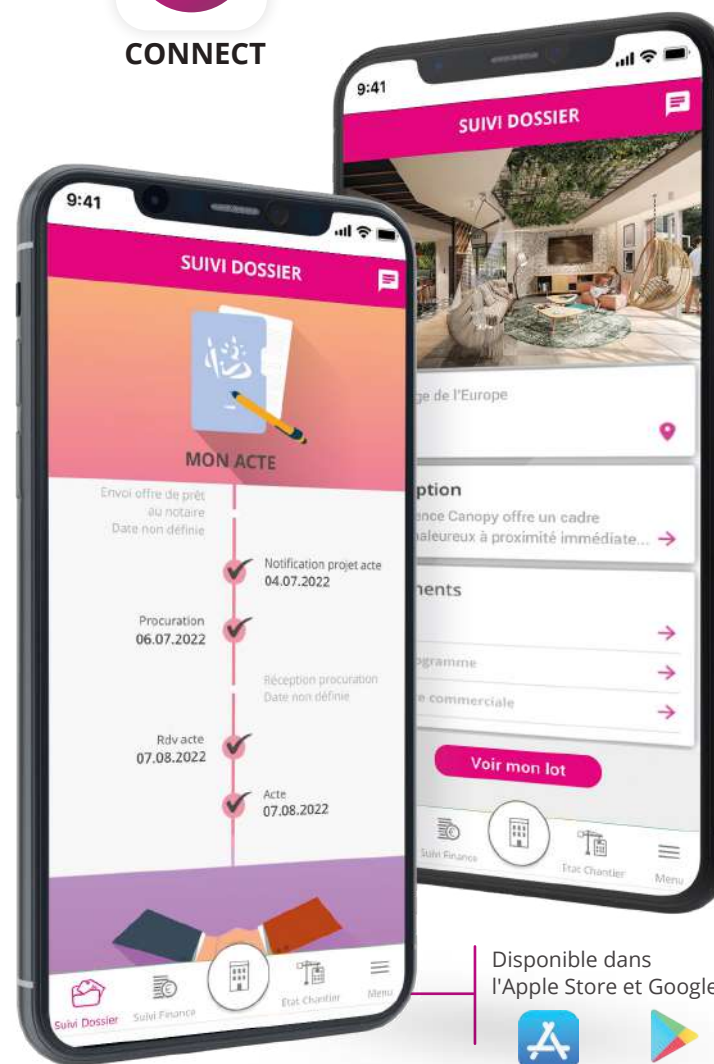 CONNECT
9:41
SUIVI DOSSIER
MON ACTE
Envoi offre de prêt
au notaire
Date non définie
Notification projet acte
04.07.2022
Procuration
06.07.2022
Réception procuration
Date non définie
Rdv acte
07.08.2022
Acte
07.08.2022
Suivi Dossier
Suivi Finance
Etat Chantier
Menu
9:41
SUIVI DOSSIER
ge de l'Europe
ption
ence Canopy offre un cadre
aleureux à proximité immédiate...
ents
ogramme
e commerciale
Voir mon lot
Suivi Finance
Etat Chantier
Menu
Disponible dans
l'Apple Store et Google